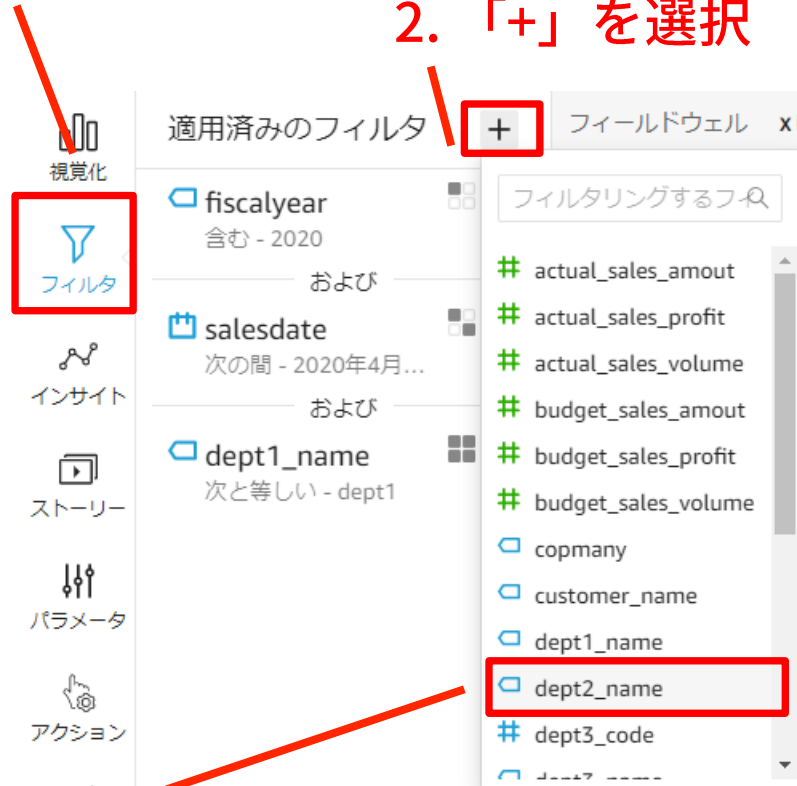 2. 「+」を選択
視覚化
フィルタ
インサイト
ストーリー
パラメータ
アクション
適用済みのフィルタ
fiscalyear
含む - 2020
および
salesdate
次の間 - 2020年4月...
および
dept1_name
次と等しい - dept1
+
フィールドウェル x
フィルタリングするフィ
actual_sales_amout
actual_sales_profit
actual_sales_volume
budget_sales_amout
budget_sales_profit
budget_sales_volume
copmany
customer_name
dept1_name
dept2_name
dept3_code